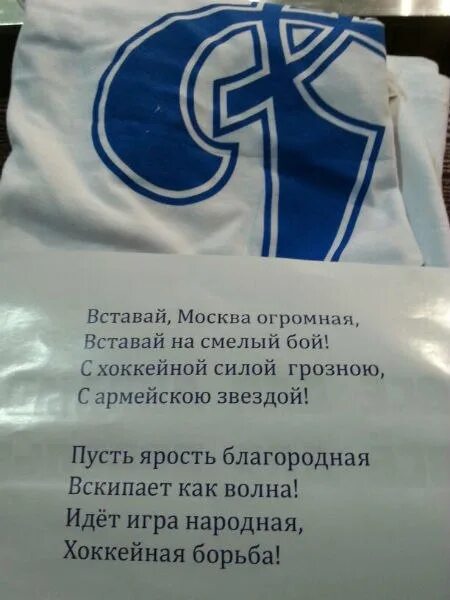 Вставай, Москва огромная,
Вставай на смелый бой!
С хоккейной силой грозною,
С армейскою звездой!
Пусть ярость благородная
Вскипает как волна!
Идёт игра народная,
Хоккейная борьба!